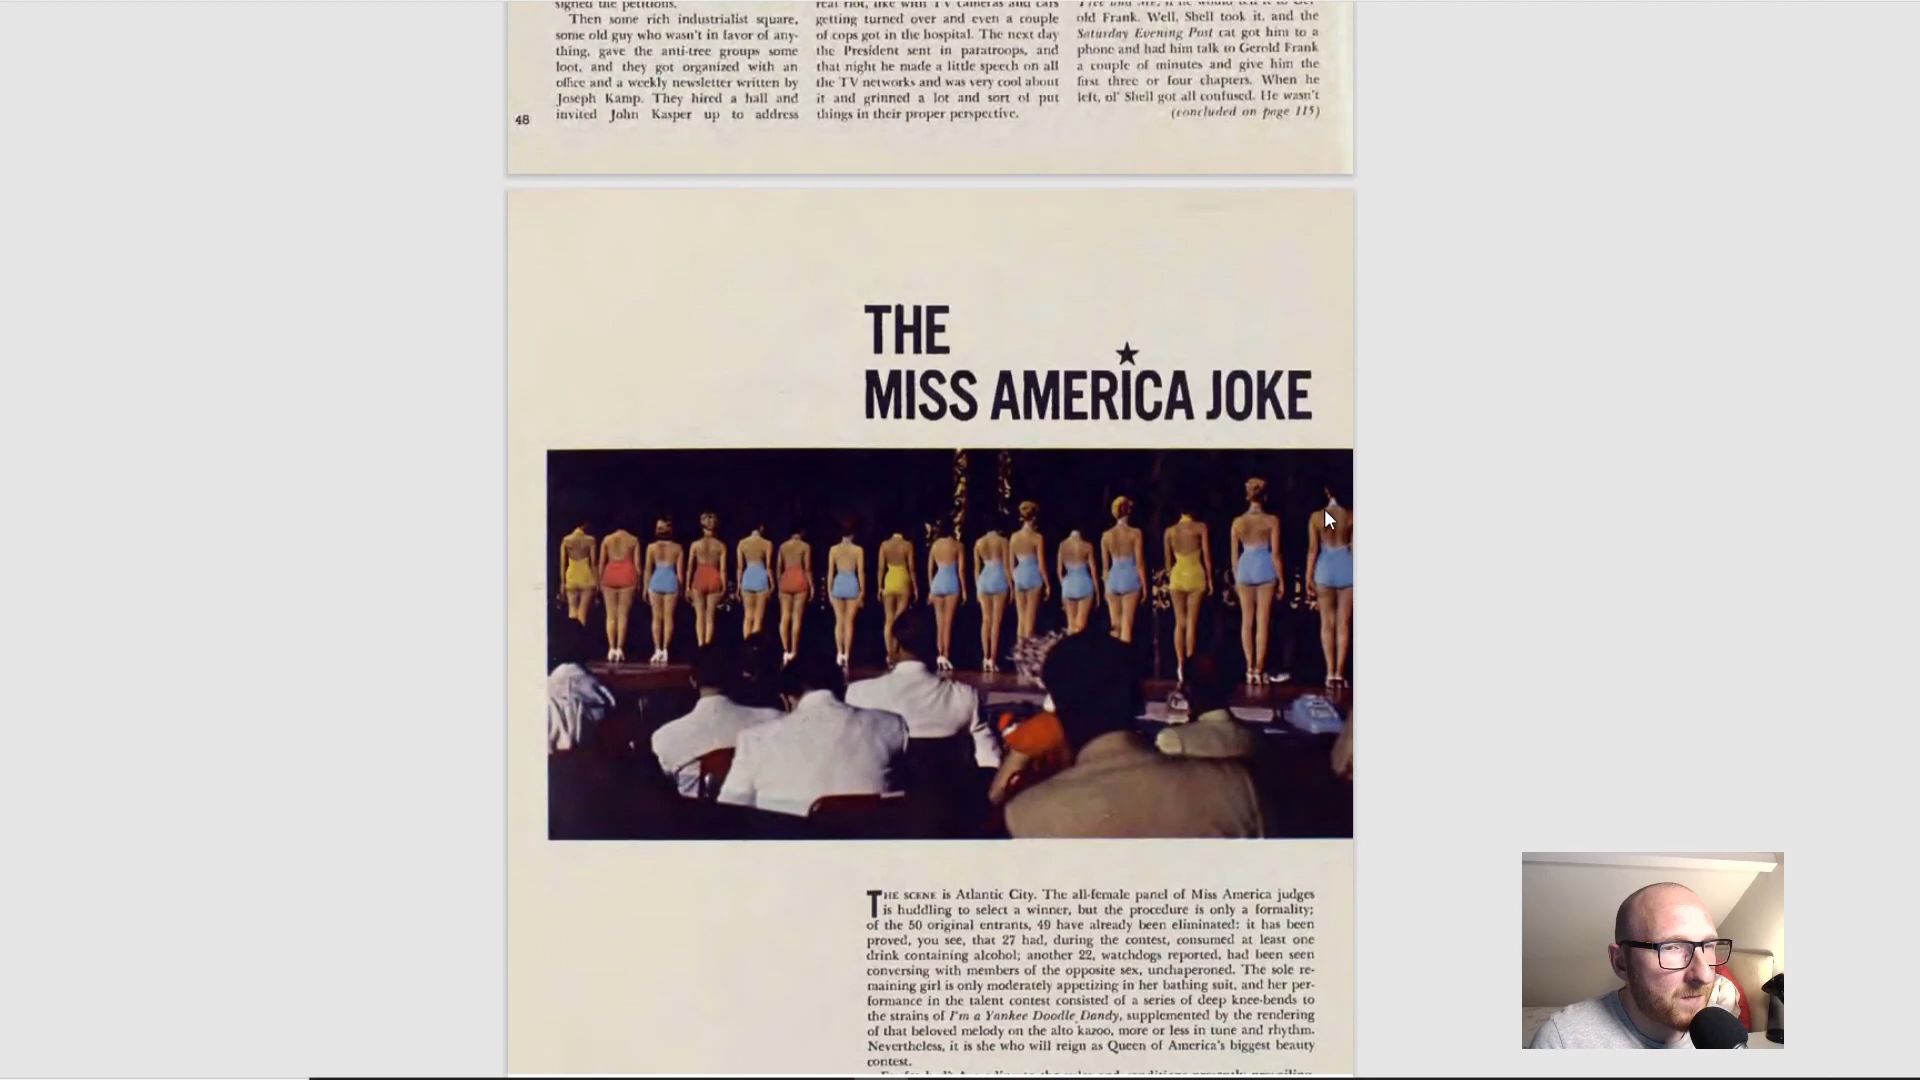 signed the petitions.
Then some rich industrialist square,
some old guy who wasn't in favor of any-
thing, gave the anti-tree groups some
loot, and they got organized with an
office and a weekly newsletter written by
Joseph Kamp. They hired a hall and
invited John Kasper up to address
48
real riot, like with TV cameras and cars
getting turned over and even a couple
of cops got in the hospital. The next day
the President sent in paratroops, and
that night he made a little speech on all
the TV networks and was very cool about
it and grinned a lot and sort of put
things in their proper perspective.
old Frank. Well, Shell took it, and the
Saturday Evening Post cat got him to a
phone and had him talk to Gerold Frank
a couple of minutes and give him the
first three or four chapters. When he
left, ol' Shell got all confused. He wasn't
(concluded on page 115)
THE
MISS AMERICA JOKE
THE SCENE is Atlantic City. The all-female panel of Miss America judges
is huddling to select a winner, but the procedure is only a formality;
of the 50 original entrants, 49 have already been eliminated: it has been
proved, you see, that 27 had, during the contest, consumed at least one
drink containing alcohol; another 22, watchdogs reported, had been seen
conversing with members of the opposite sex, unchaperoned. The sole re-
maining girl is only moderately appetizing in her bathing suit, and her per-
formance in the talent contest consisted of a series of deep knee-bends to
the strains of I'm a Yankee Doodle Dandy, supplemented by the rendering
of that beloved melody on the alto kazoo, more or less in tune and rhythm.
Nevertheless, it is she who will reign as Queen of America's biggest beauty
contest.